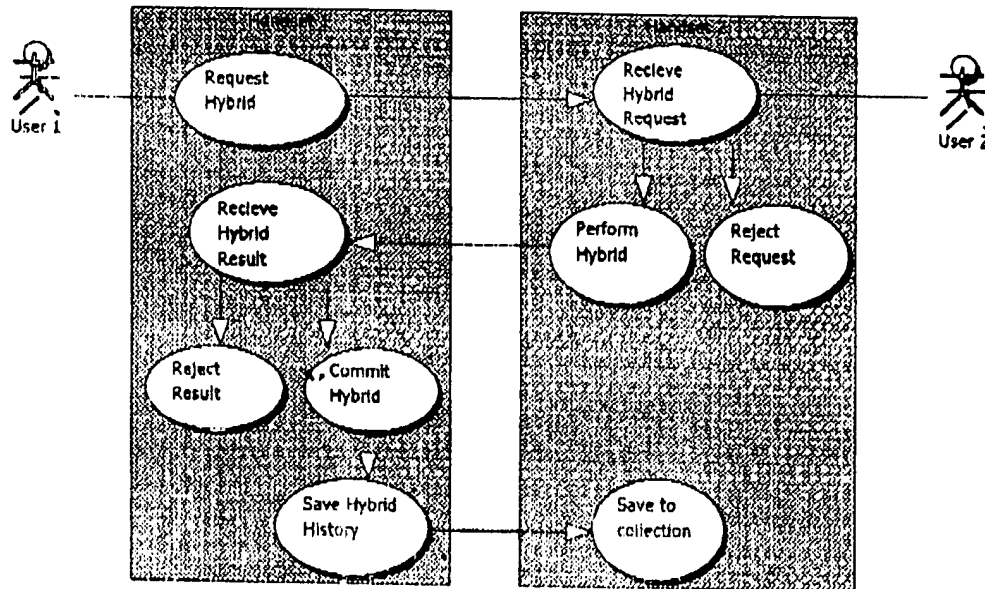 Request
Hybrid
Recieve
Hybrid
Request
User 1
User 2
Recieve
Hybrid
Result
Perform
Hybrid
Reject
Request
Reject
Result
Commit
Hybrid
Save Hybrid
History
Save to
collection